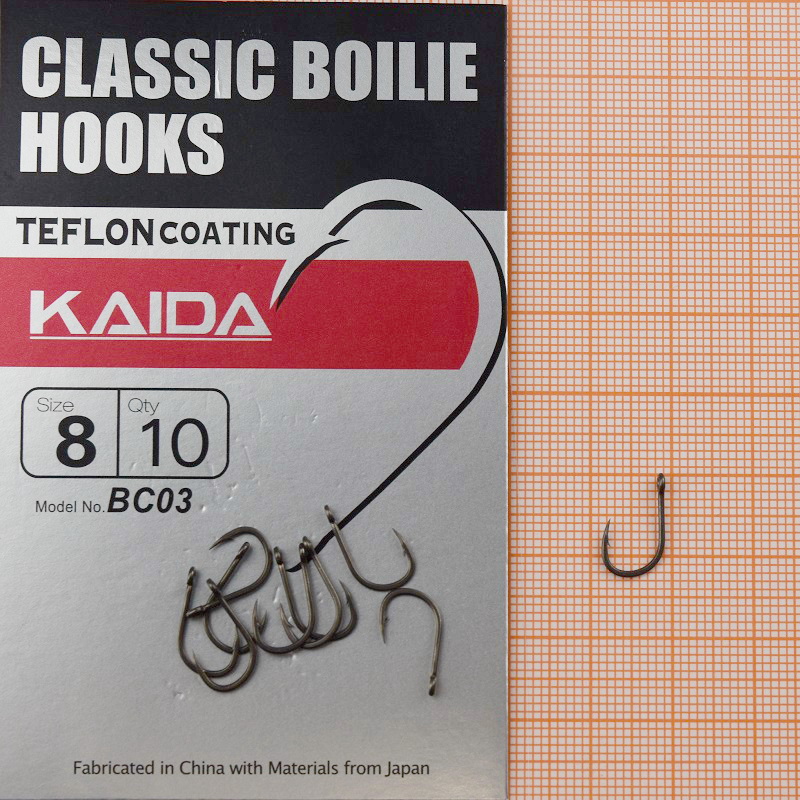 CLASSIC BOILIE
HOOKS
TEFLON COATING
KAIDA
Size 8 Qty 10
Model No. BC03
Fabricated in China with Materials from Japan